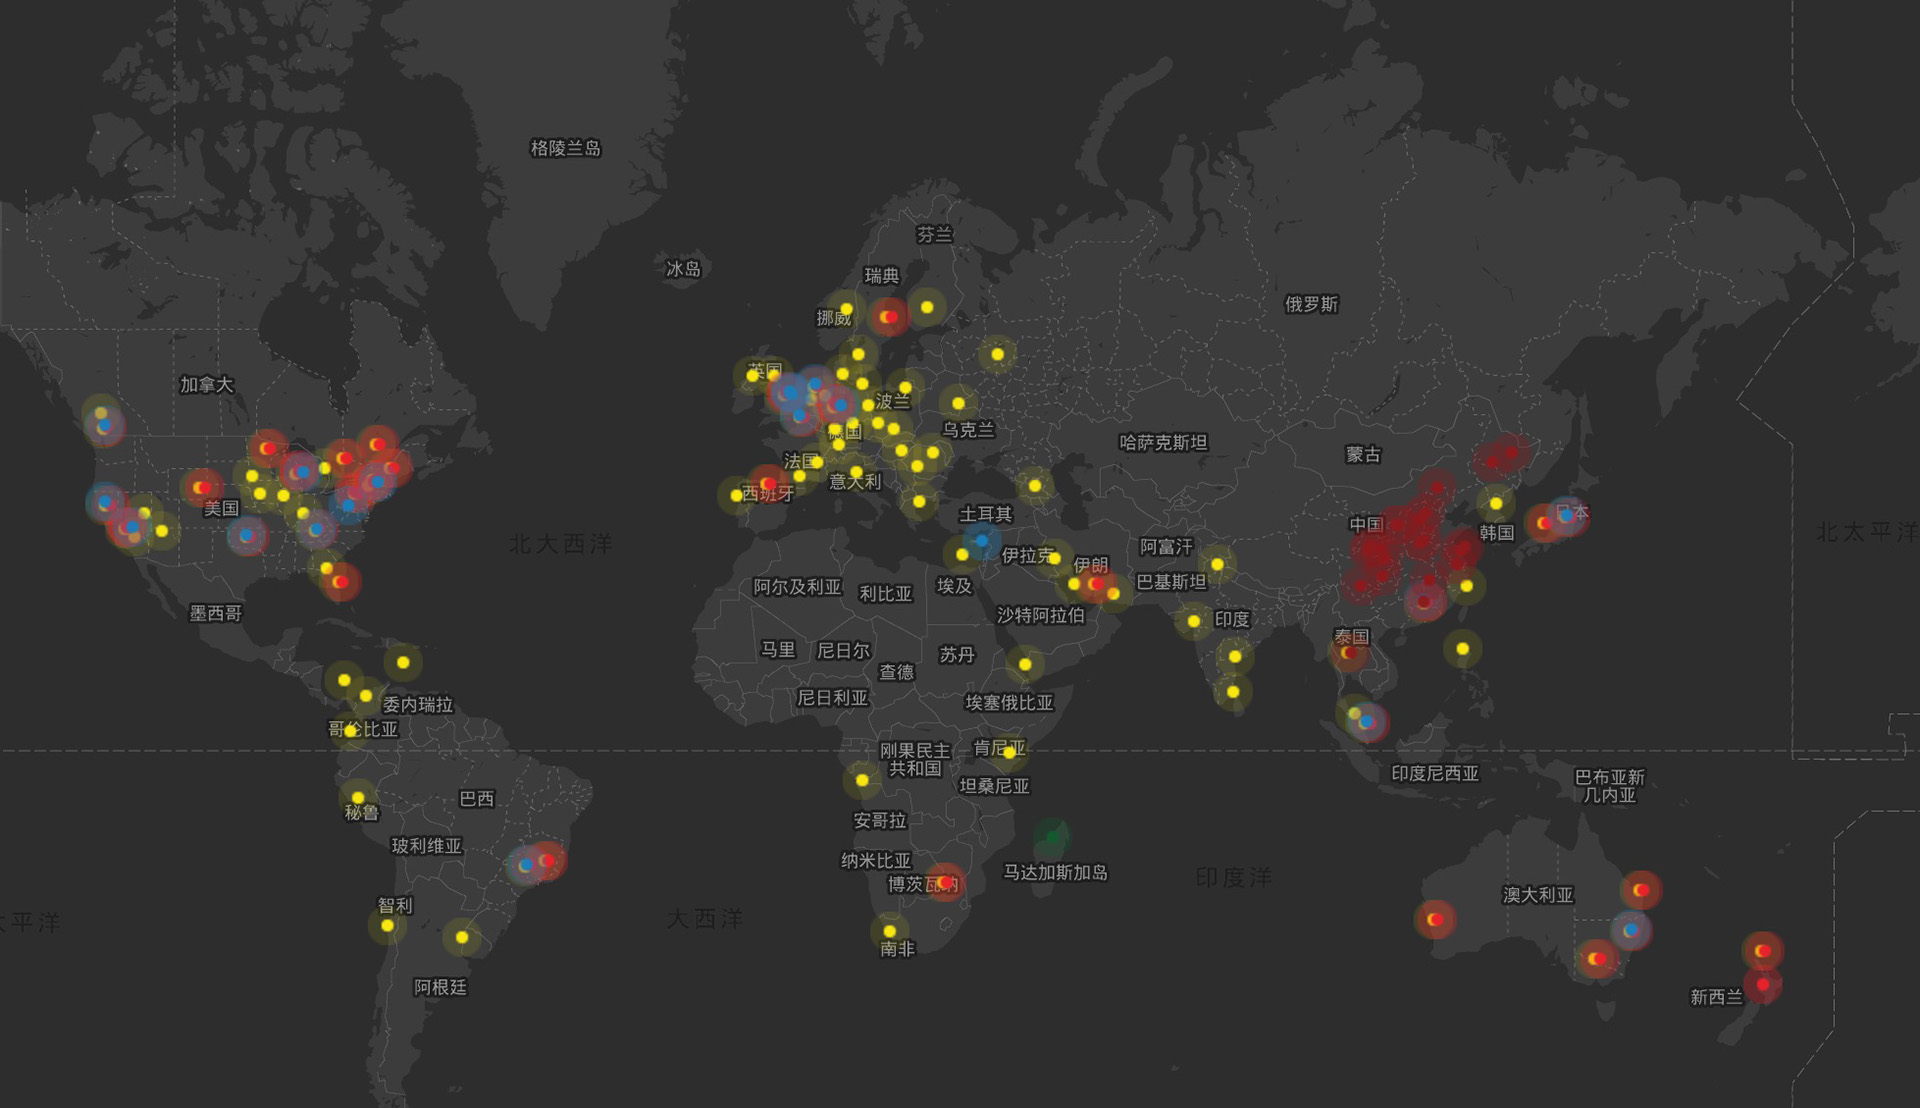 格陵兰岛
芬兰
冰岛
瑞典
俄罗斯
挪威
英国
加拿大
波兰
乌克兰
德国
哈萨克斯坦
蒙古
法国
意大利
西班牙
美国
土耳其
中国
日本
韩国
北太平洋
北大西洋
阿富汗
伊拉克
伊朗
巴基斯坦
阿尔及利亚
利比亚
埃及
墨西哥
沙特阿拉伯
印度
泰国
马里
尼日尔
苏丹
查德
尼日利亚
埃塞俄比亚
委内瑞拉
哥伦比亚
刚果民主
共和国
肯尼亚
坦桑尼亚
印度尼西亚
巴布亚新
几内亚
巴西
秘鲁
安哥拉
玻利维亚
纳米比亚
马达加斯加岛
博茨瓦纳
印度洋
澳大利亚
智利
大西洋
太平洋
南非
阿根廷
新西兰